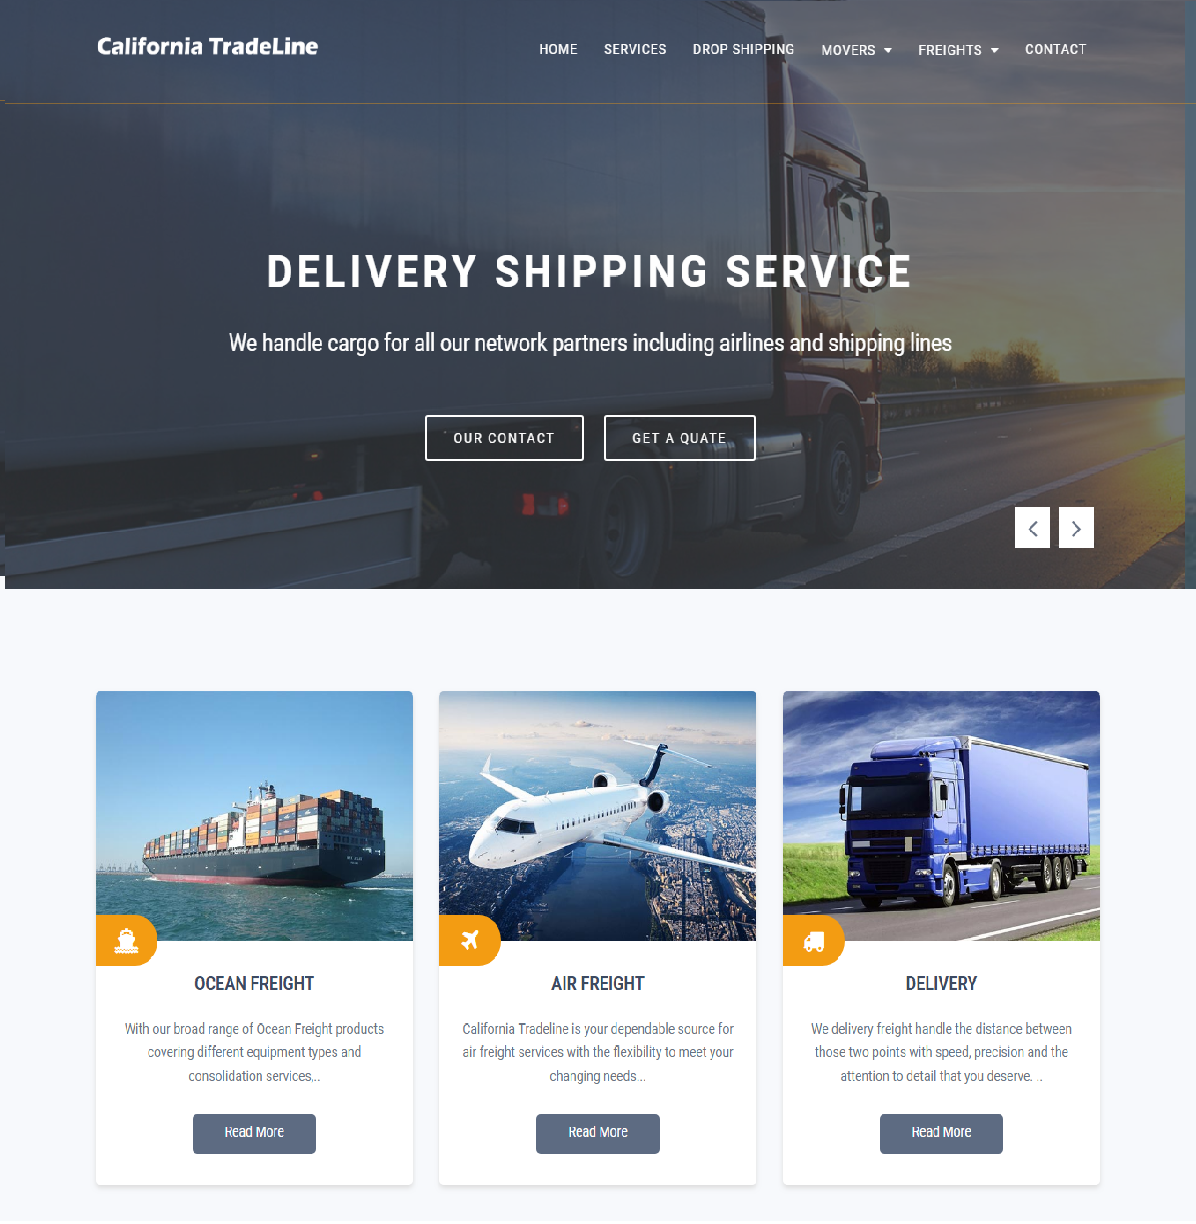 California TradeLine
HOME SERVICES DROP SHIPPING MOVERS FREIGHTS CONTACT
DELIVERY SHIPPING SERVICE
We handle cargo for all our network partners including airlines and shipping lines
OUR CONTACT GET A QUATE
OCEAN FREIGHT
With our broad range of Ocean Freight products
covering different equipment types and
consolidation services,..
Read More
AIR FREIGHT
California Tradeline is your dependable source for
air freight services with the flexibility to meet your
changing needs...
Read More
DELIVERY
We delivery freight handle the distance between
those two points with speed, precision and the
attention to detail that you deserve. ..
Read More